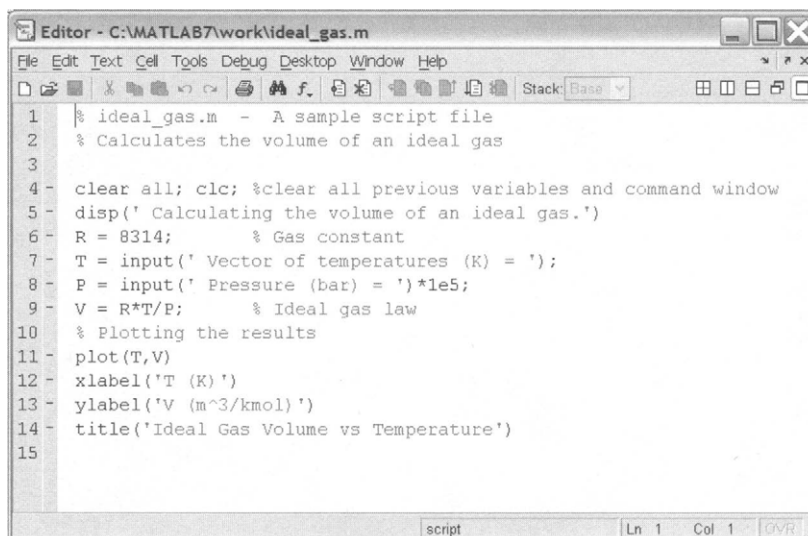 Editor - C:\MATLAB7\work\ideal_gas.m
File Edit Text Cell Tools Debug Desktop Window Help
Stack: Base
1 % ideal_gas.m - A sample script file
2 % Calculates the volume of an ideal gas
3
4 - clear all; clc; %clear all previous variables and command window
5 - disp(' Calculating the volume of an ideal gas.')
6 - R = 8314; % Gas constant
7 - T = input(' Vector of temperatures (K) = ');
8 - P = input(' Pressure (bar) = ')*1e5;
9 - V = R*T/P; % Ideal gas law
10 % Plotting the results
11 - plot(T,V)
12 - xlabel('T (K)')
13 - ylabel('V (m^3/kmol)')
14 - title('Ideal Gas Volume vs Temperature')
15
script Ln 1 Col 1 OVR